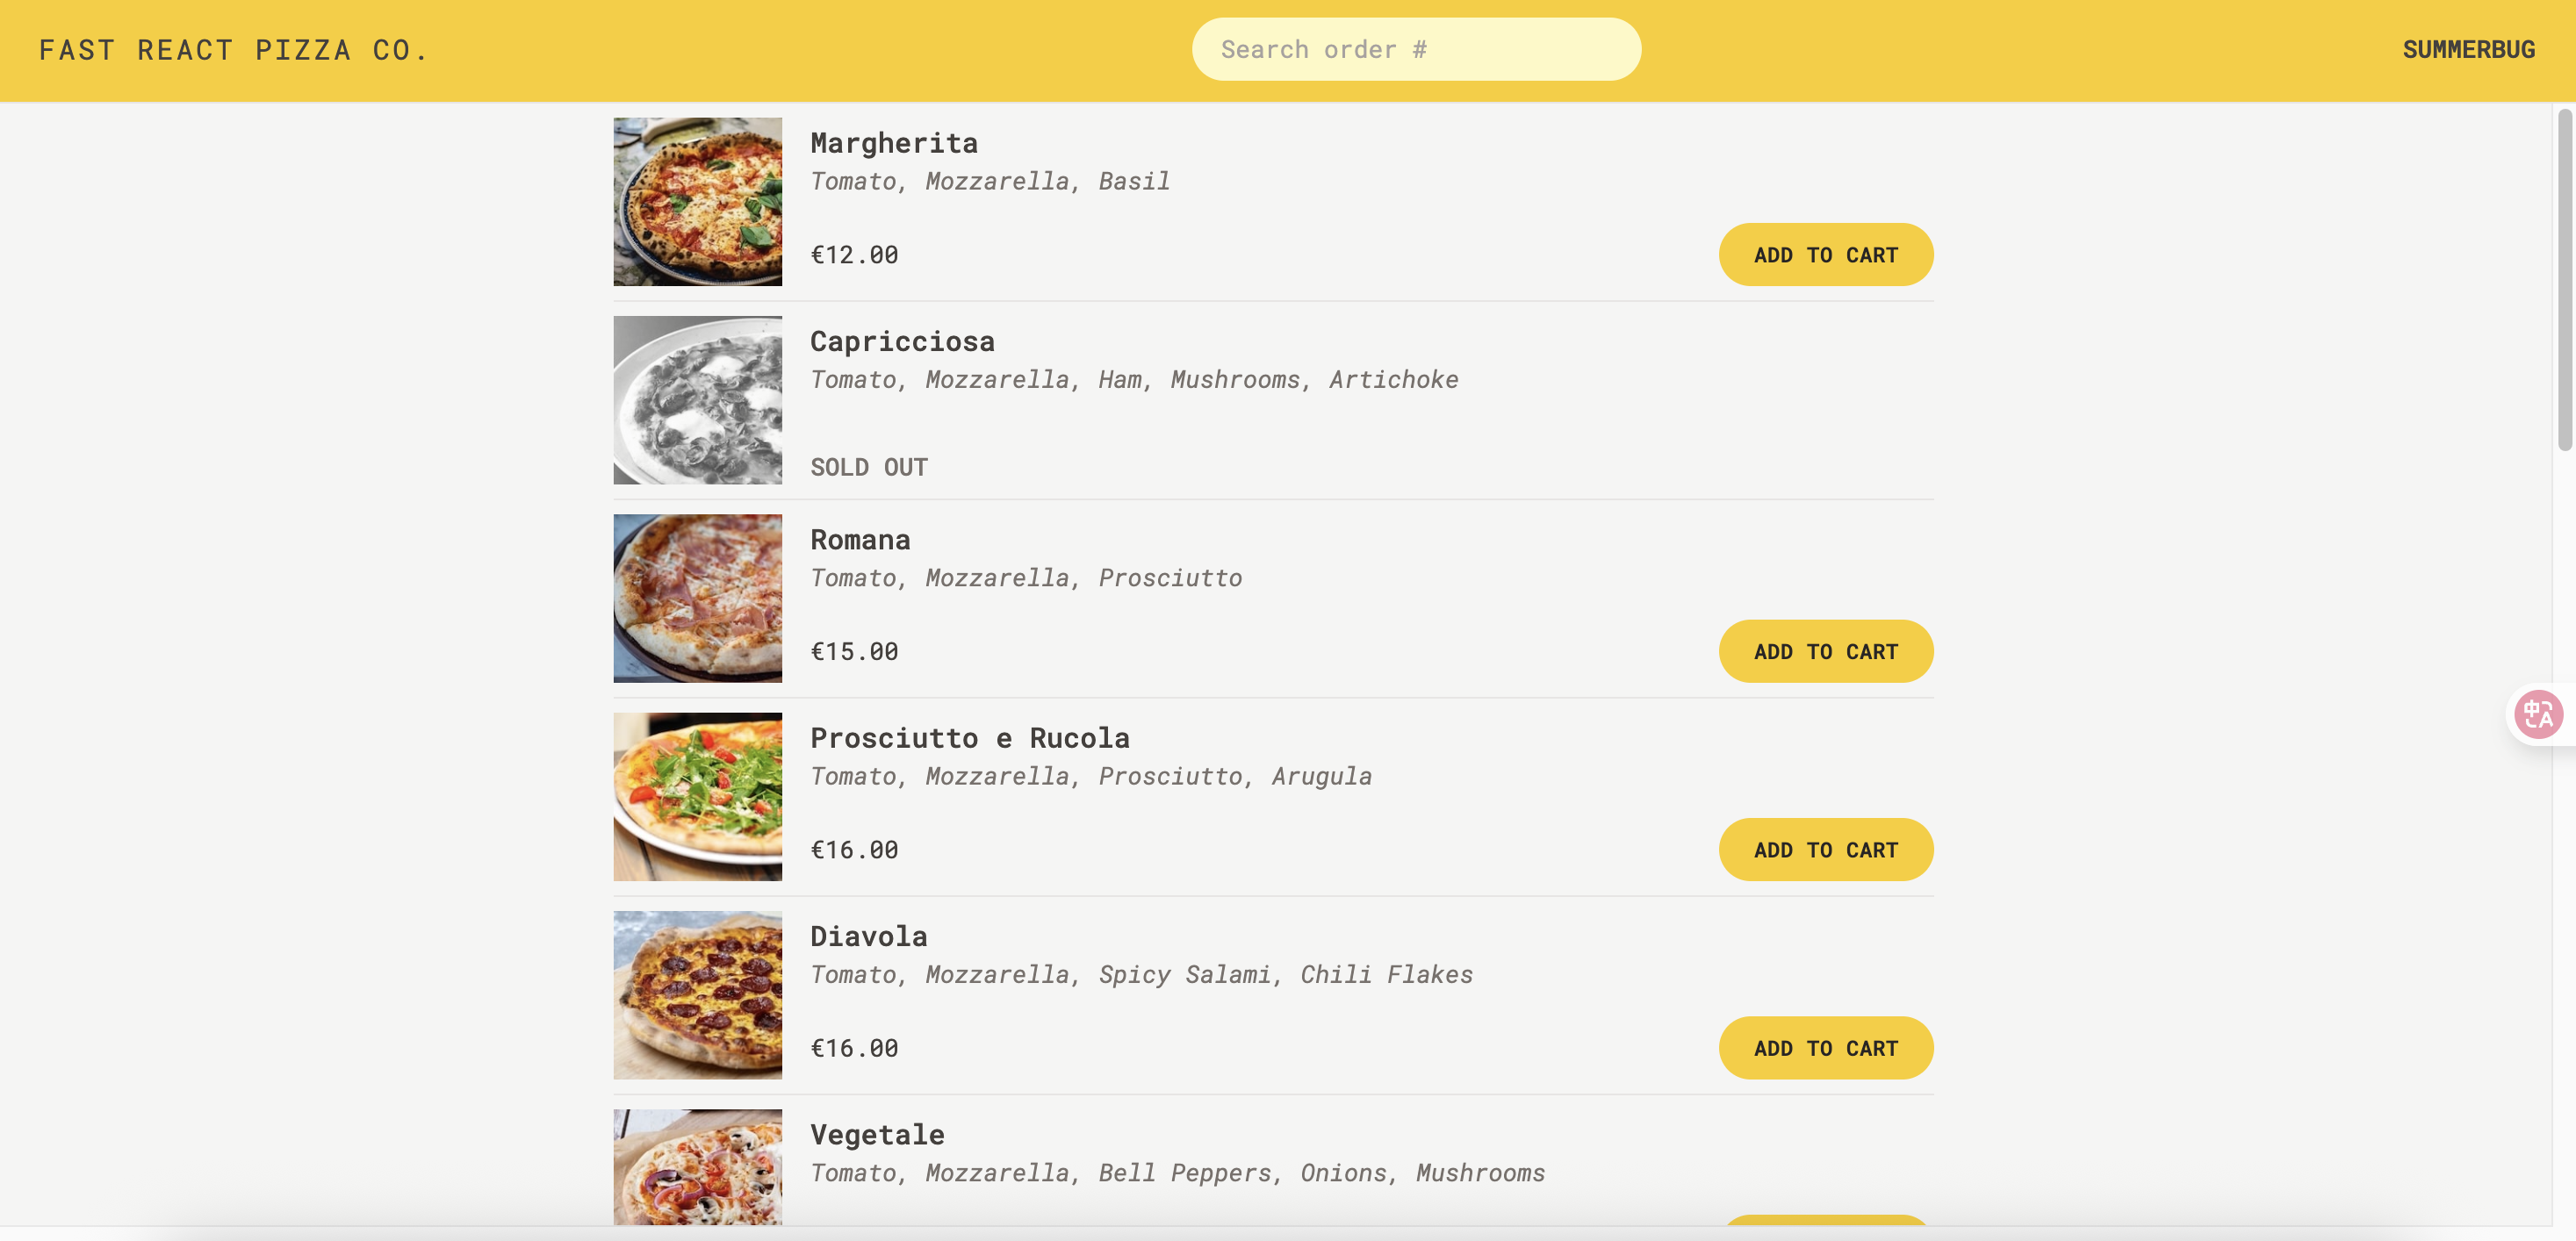 FAST REACT PIZZA CO.
Search order #
SUMMERBUG
Margherita
Tomato, Mozzarella, Basil
€12.00
ADD TO CART
Capricciosa
Tomato, Mozzarella, Ham, Mushrooms, Artichoke
SOLD OUT
Romana
Tomato, Mozzarella, Prosciutto
€15.00
ADD TO CART
Prosciutto e Rucola
Tomato, Mozzarella, Prosciutto, Arugula
€16.00
ADD TO CART
中A
Diavola
Tomato, Mozzarella, Spicy Salami, Chili Flakes
€16.00
ADD TO CART
Vegetale
Tomato, Mozzarella, Bell Peppers, Onions, Mushrooms